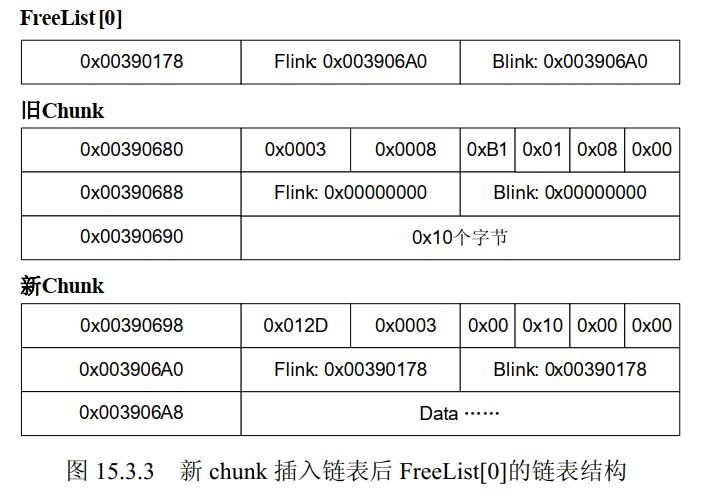 FreeList[0]
0x00390178 Flink: 0x003906A0 Blink: 0x003906A0
旧Chunk
0x00390680 0x0003 0x0008 0xB1 0x01 0x08 0x00
0x00390688 Flink: 0x00000000 Blink: 0x00000000
0x00390690 0x10个字节
新Chunk
0x00390698 0x012D 0x0003 0x00 0x10 0x00 0x00
0x003906A0 Flink: 0x00390178 Blink: 0x00390178
0x003906A8 Data ……
图 15.3.3 新 chunk 插入链表后 FreeList[0]的链表结构